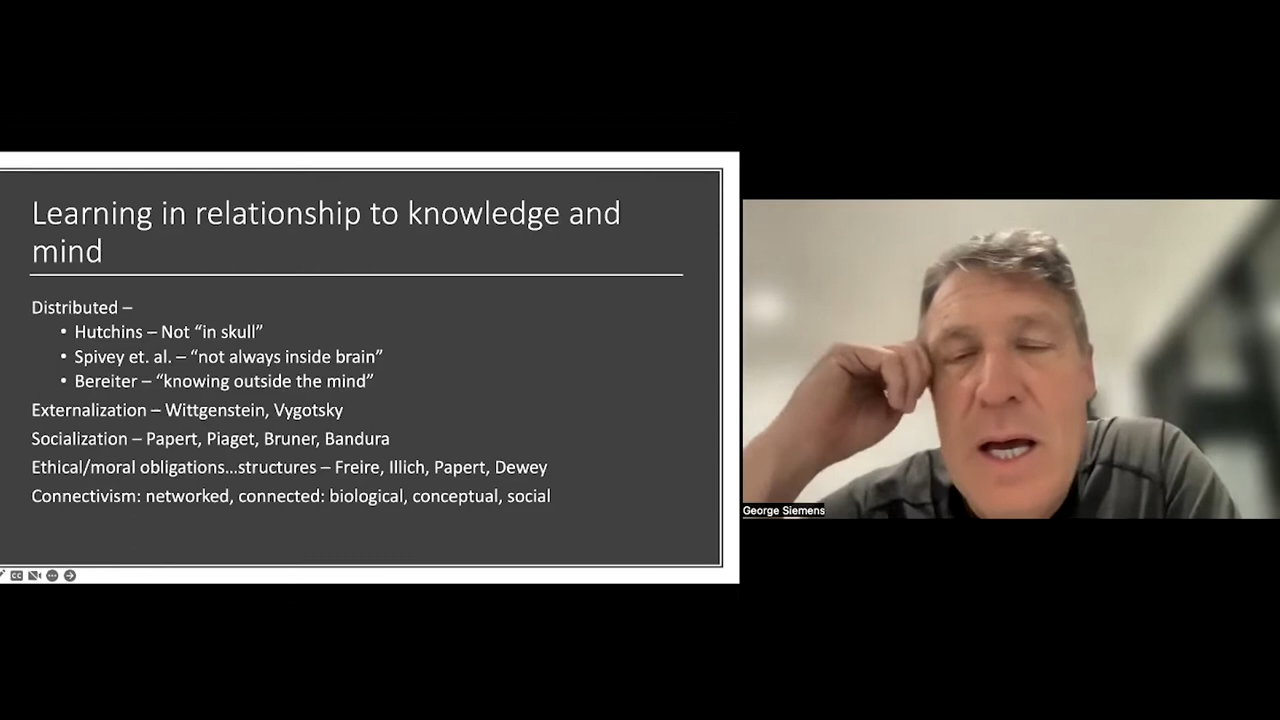 Learning in relationship to knowledge and
mind
Distributed –
• Hutchins – Not “in skull”
• Spivey et. al. – “not always inside brain”
• Bereiter – “knowing outside the mind”
Externalization – Wittgenstein, Vygotsky
Socialization – Papert, Piaget, Bruner, Bandura
Ethical/moral obligations…structures – Freire, Illich, Papert, Dewey
Connectivism: networked, connected: biological, conceptual, social
CC
George Siemens